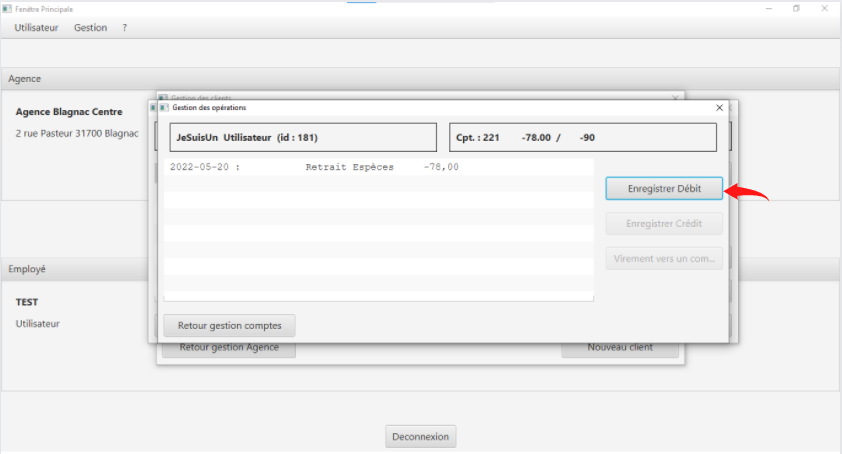 Fenêtre Principale
Utilisateur Gestion ?
Agence
Agence Blagnac Centre
2 rue Pasteur 31700 Blagnac
Gestion des clients
Gestion des opérations
JeSuisUn Utilisateur (id : 181)
Cpt. : 221 -78.00 / -90
2022-05-20 : Retrait Espèces -78,00
Enregistrer Débit
Enregistrer Crédit
Virement vers un com...
Employé
TEST
Utilisateur
Retour gestion comptes
Retour gestion Agence
Nouveau client
Deconnexion